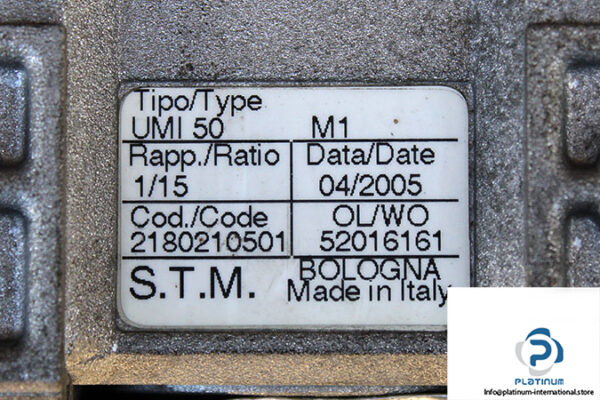 Tipo/Type
UMI 50 M1
Rapp./Ratio Data/Date
1/15 04/2005
Cod./Code OL/WO
2180210501 52016161
S.T.M. BOLOGNA
Made in Italy
PLATINUM
Info@platinum-international.store